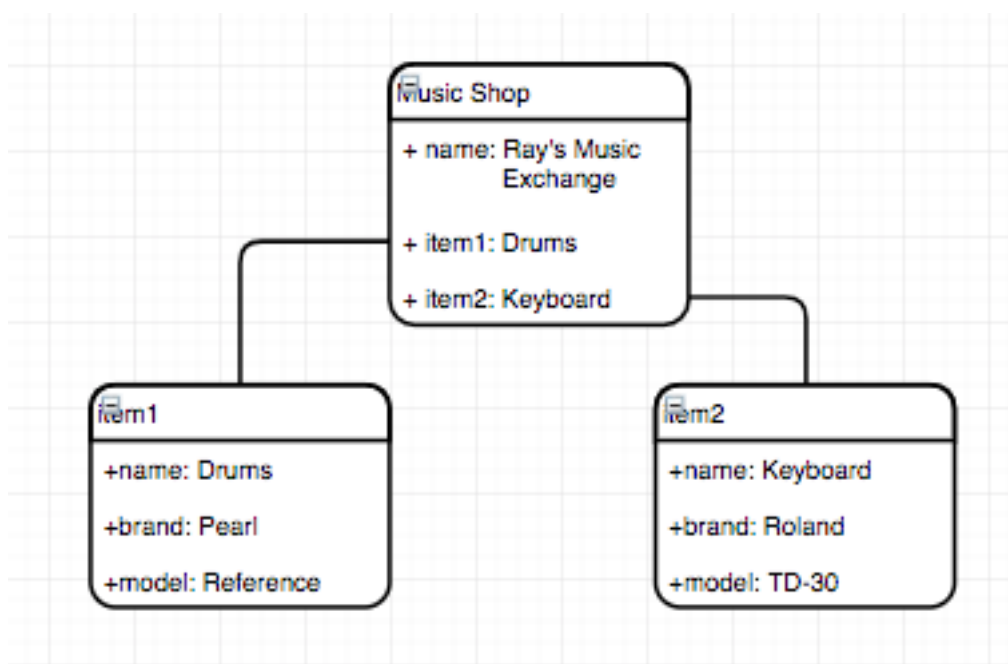 Music Shop
+ name: Ray's Music
Exchange
+ item1: Drums
+ item2: Keyboard
item1
+name: Drums
+brand: Pearl
+model: Reference
item2
+name: Keyboard
+brand: Roland
+model: TD-30